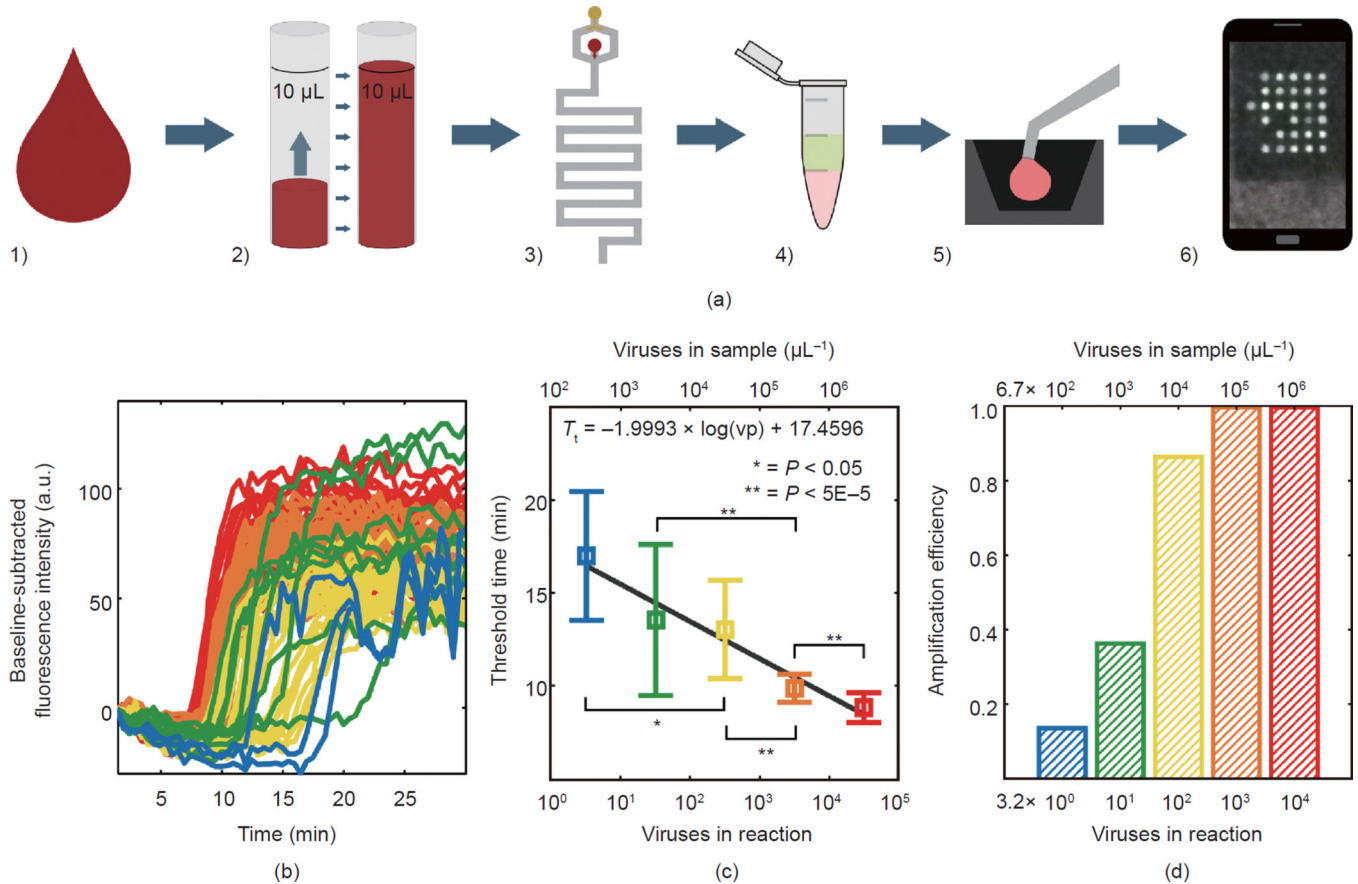 10 µL
10 µL
1)
2)
3)
4)
5)
6)
(a)
Baseline-subtracted
fluorescence intensity (a.u.)
100
50
0
5
10
15
20
25
Time (min)
(b)
Viruses in sample (µL⁻¹)
10² 10³ 10⁴ 10⁵ 10⁶
Tₜ = –1.9993 × log(vp) + 17.4596
* = P < 0.05
** = P < 5E–5
Threshold time (min)
20
15
10
**
**
*
**
10⁰ 10¹ 10² 10³ 10⁴ 10⁵
Viruses in reaction
(c)
Viruses in sample (µL⁻¹)
6.7× 10² 10³ 10⁴ 10⁵ 10⁶
Amplification efficiency
1.0
0.8
0.6
0.4
0.2
3.2× 10⁰ 10¹ 10² 10³ 10⁴
Viruses in reaction
(d)